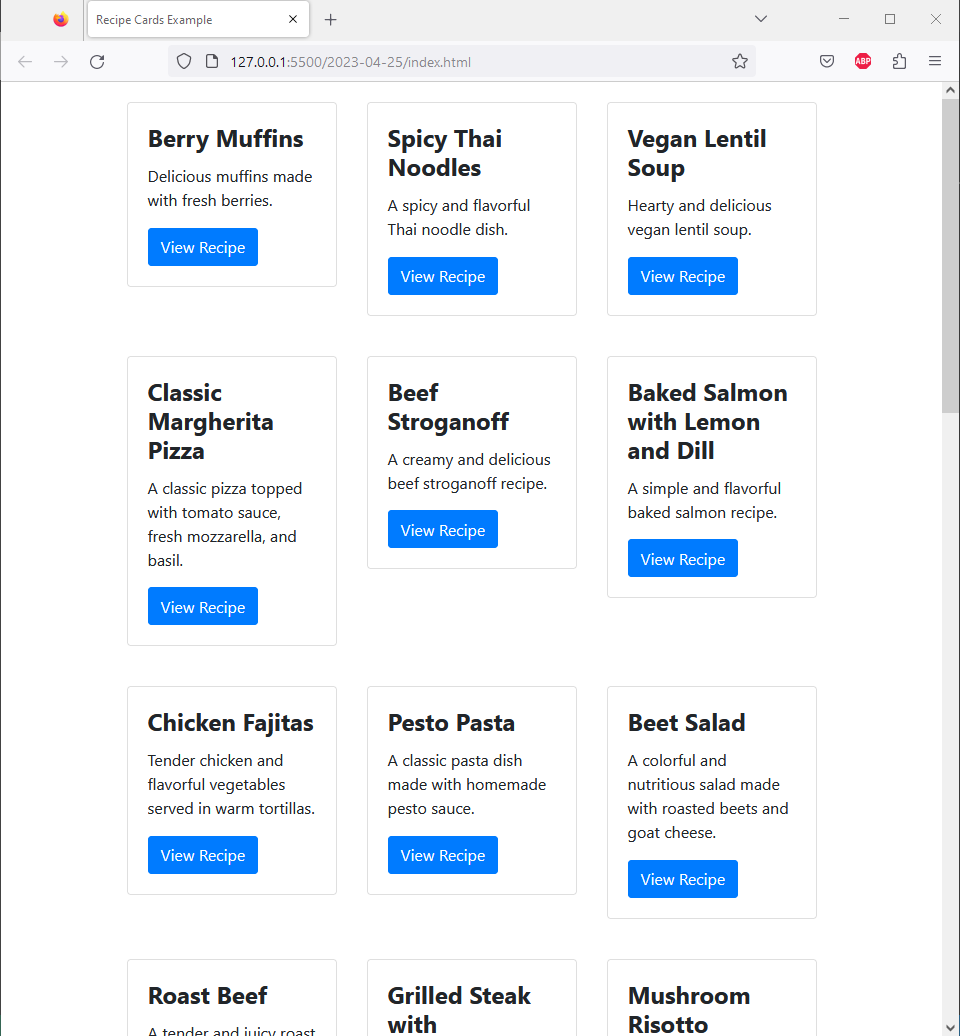 Recipe Cards Example
127.0.0.1:5500/2023-04-25/index.html
ABP
Berry Muffins
Delicious muffins made
with fresh berries.
View Recipe
Spicy Thai
Noodles
A spicy and flavorful
Thai noodle dish.
View Recipe
Vegan Lentil
Soup
Hearty and delicious
vegan lentil soup.
View Recipe
Classic
Margherita
Pizza
A classic pizza topped
with tomato sauce,
fresh mozzarella, and
basil.
View Recipe
Beef
Stroganoff
A creamy and delicious
beef stroganoff recipe.
View Recipe
Baked Salmon
with Lemon
and Dill
A simple and flavorful
baked salmon recipe.
View Recipe
Chicken Fajitas
Tender chicken and
flavorful vegetables
served in warm tortillas.
View Recipe
Pesto Pasta
A classic pasta dish
made with homemade
pesto sauce.
View Recipe
Beet Salad
A colorful and
nutritious salad made
with roasted beets and
goat cheese.
View Recipe
Roast Beef
A tender and juicy roast
Grilled Steak
with
Mushroom
Risotto